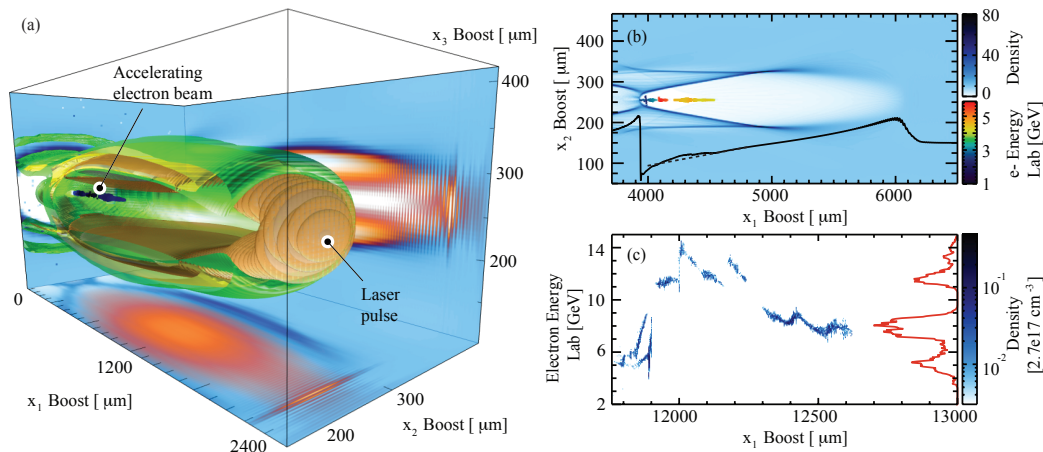 (a)
x₃ Boost [ μm]
400
300
200
Accelerating
electron beam
Laser
pulse
0
1200
2400
x₁ Boost [ μm]
300
200
x₂ Boost [ μm]
(b)
400
300
200
100
x₂ Boost [ μm]
4000 5000 6000
x₁ Boost [ μm]
80
40
0
Density
5
3
1
e- Energy
Lab [GeV]
(c)
14
10
6
2
Electron Energy
Lab [GeV]
12000 12500 13000
x₁ Boost [ μm]
10⁻¹
10⁻²
Density
[2.7e17 cm⁻³]